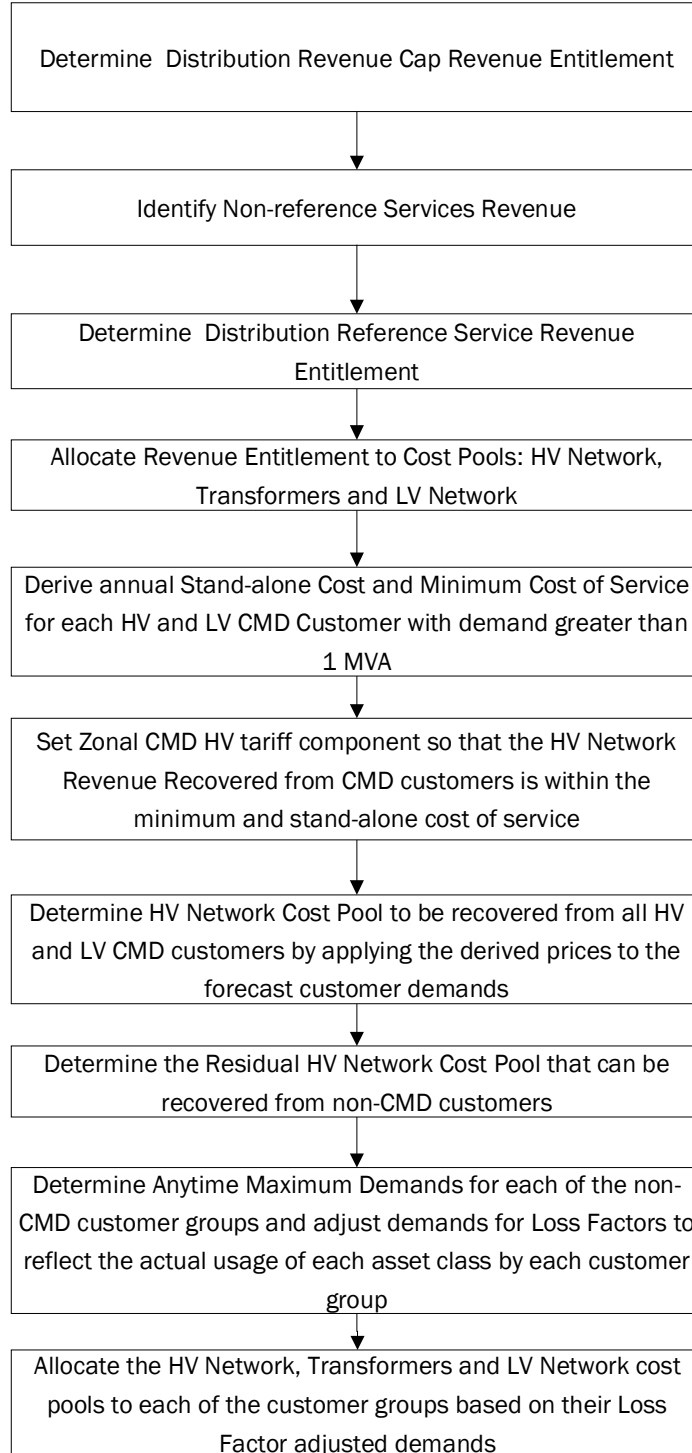 Determine  Distribution Revenue Cap Revenue Entitlement
Identify Non-reference Services Revenue
Determine  Distribution Reference Service Revenue
Entitlement
Allocate Revenue Entitlement to Cost Pools: HV Network,
Transformers and LV Network
Derive annual Stand-alone Cost and Minimum Cost of Service
for each HV and LV CMD Customer with demand greater than
1 MVA
Set Zonal CMD HV tariff component so that the HV Network
Revenue Recovered from CMD customers is within the
minimum and stand-alone cost of service
Determine HV Network Cost Pool to be recovered from all HV
and LV CMD customers by applying the derived prices to the
forecast customer demands
Determine the Residual HV Network Cost Pool that can be
recovered from non-CMD customers
Determine Anytime Maximum Demands for each of the non-
CMD customer groups and adjust demands for Loss Factors to
reflect the actual usage of each asset class by each customer
group
Allocate the HV Network, Transformers and LV Network cost
pools to each of the customer groups based on their Loss
Factor adjusted demands